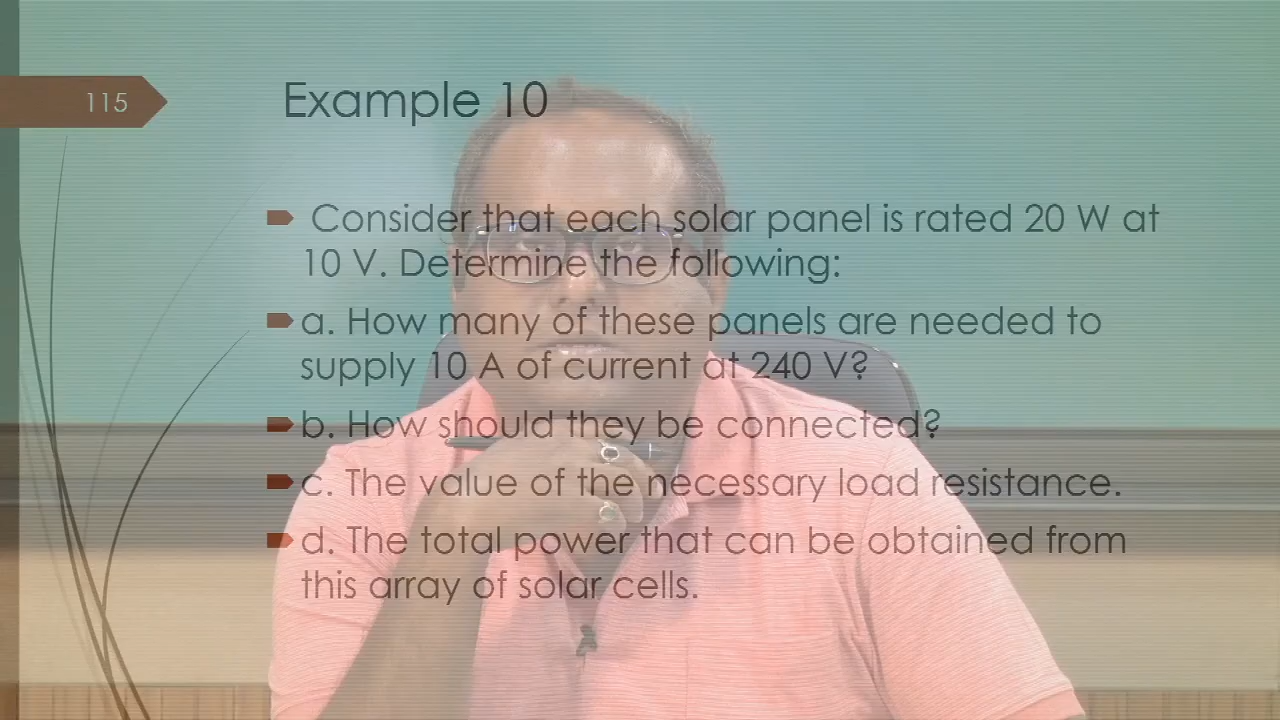 115
Example 10
Consider that each solar panel is rated 20 W at
10 V. Determine the following:
a. How many of these panels are needed to
supply 10 A of current at 240 V?
b. How should they be connected?
c. The value of the necessary load resistance.
d. The total power that can be obtained from
this array of solar cells.